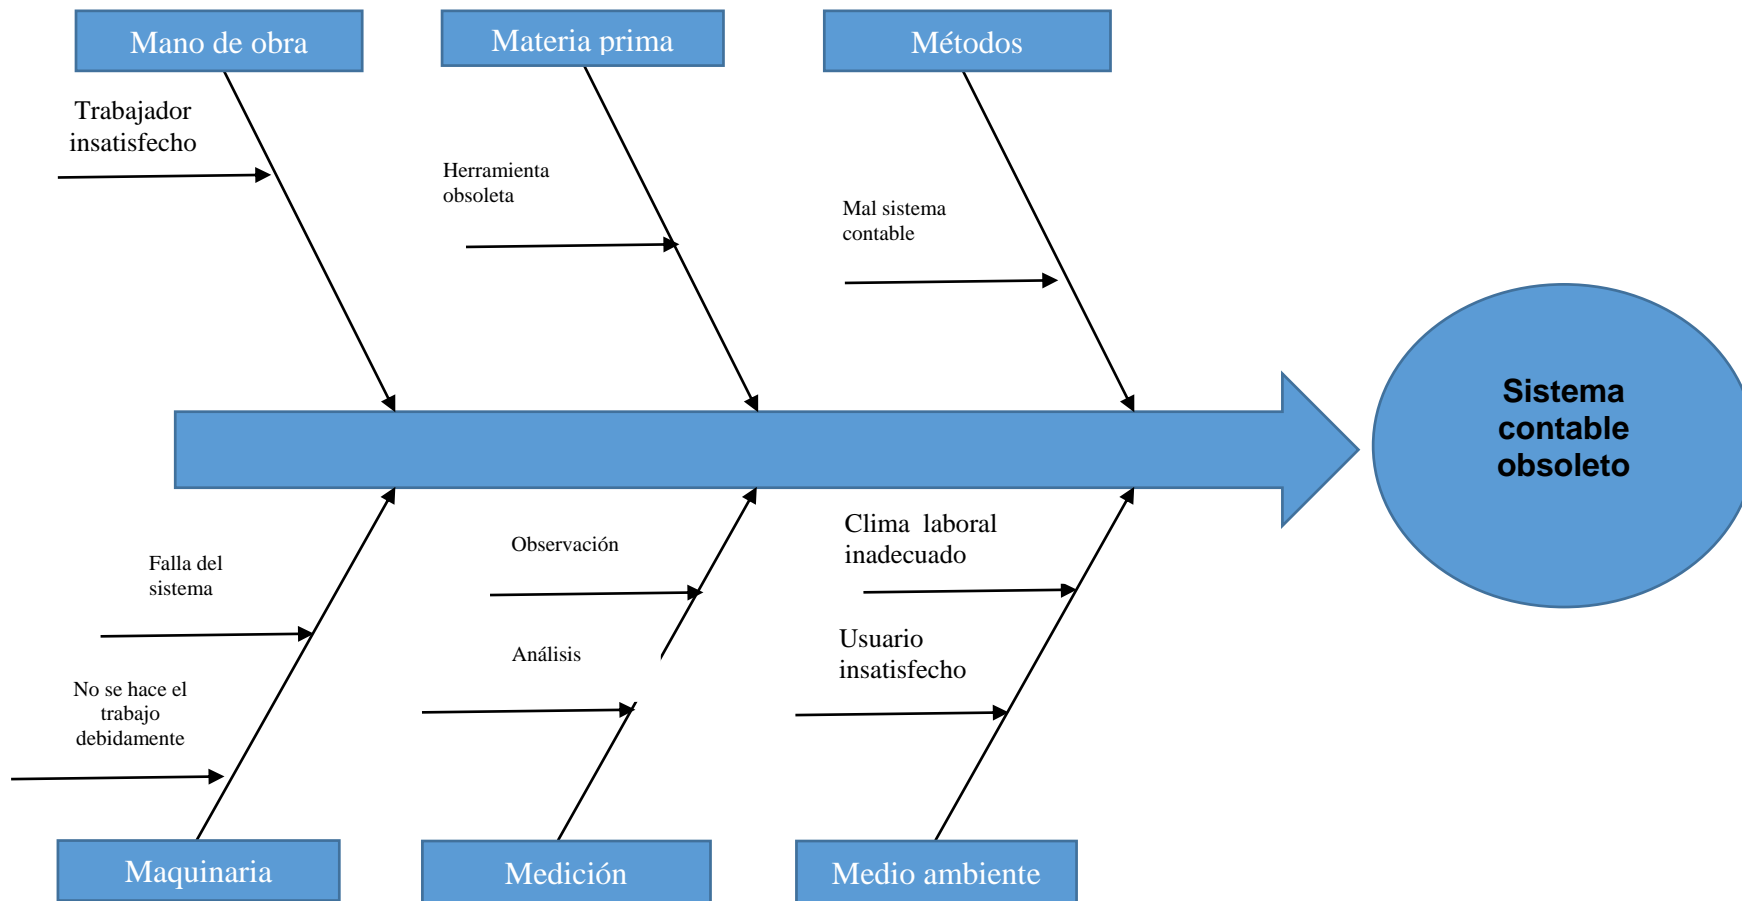 Mano de obra
Materia prima
Métodos
Trabajador
insatisfecho
Herramienta
obsoleta
Mal sistema
contable
Sistema
contable
obsoleto
Falla del
sistema
No se hace el
trabajo
debidamente
Observación
Análisis
Clima laboral
inadecuado
Usuario
insatisfecho
Maquinaria
Medición
Medio ambiente